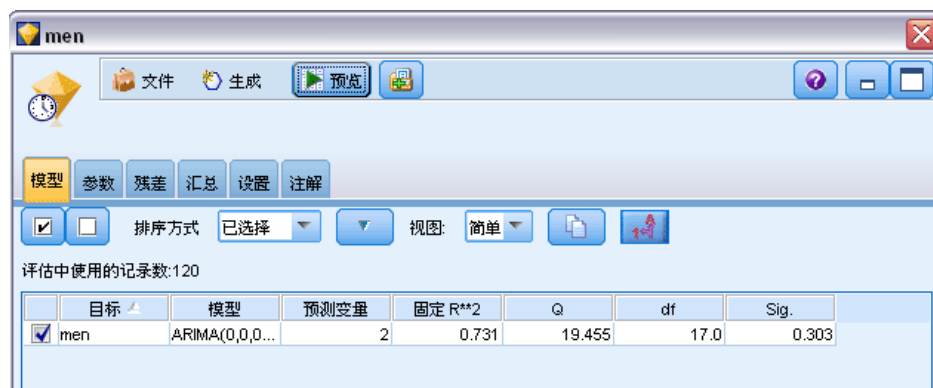 men
文件 生成 预览
模型 参数 残差 汇总 设置 注解
排序方式 已选择 视图: 简单
评估中使用的记录数:120
目标 模型 预测变量 固定 R**2 Q df Sig.
men ARIMA(0,0,0... 2 0.731 19.455 17.0 0.303